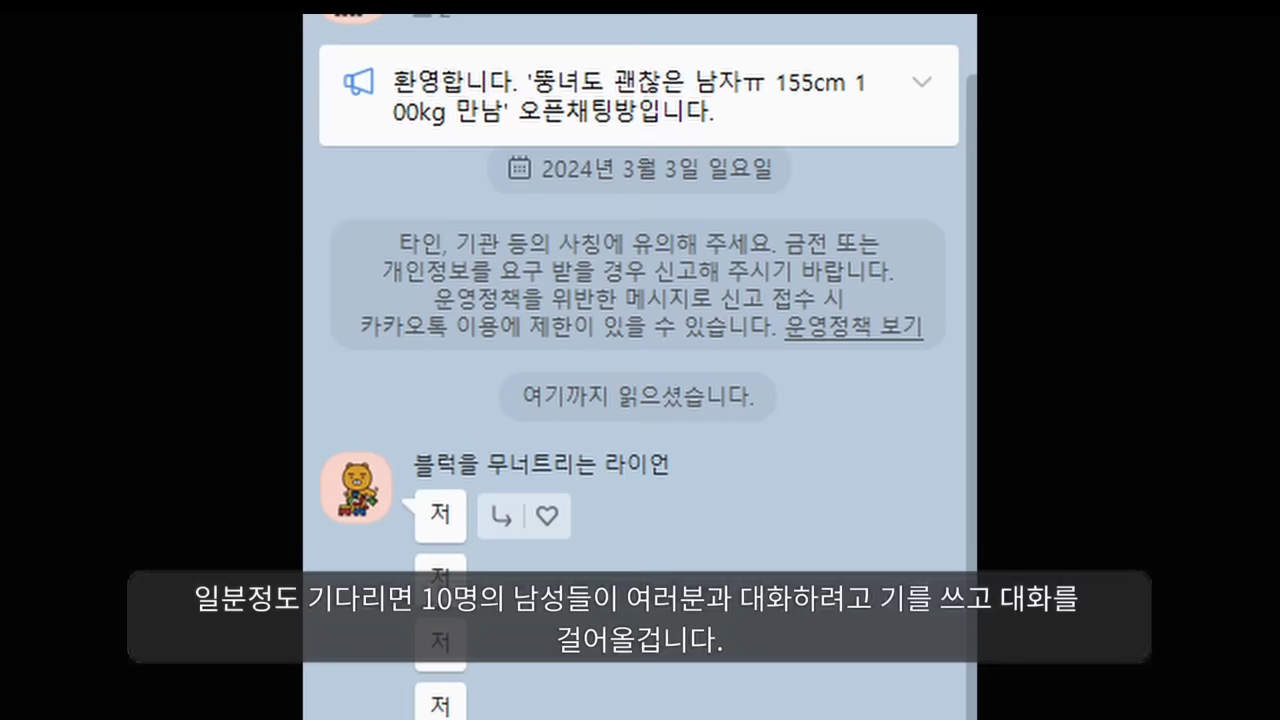 환영합니다. '뚱녀도 괜찮은 남자ㅠ 155cm 1
00kg 만남' 오픈채팅방입니다.
2024년 3월 3일 일요일
타인, 기관 등의 사칭에 유의해 주세요. 금전 또는
개인정보를 요구 받을 경우 신고해 주시기 바랍니다.
운영정책을 위반한 메시지로 신고 접수 시
카카오톡 이용에 제한이 있을 수 있습니다. 운영정책 보기
여기까지 읽으셨습니다.
블럭을 무너트리는 라이언
저
저
일분정도 기다리면 10명의 남성들이 여러분과 대화하려고 기를 쓰고 대화를
걸어올겁니다.
저
저